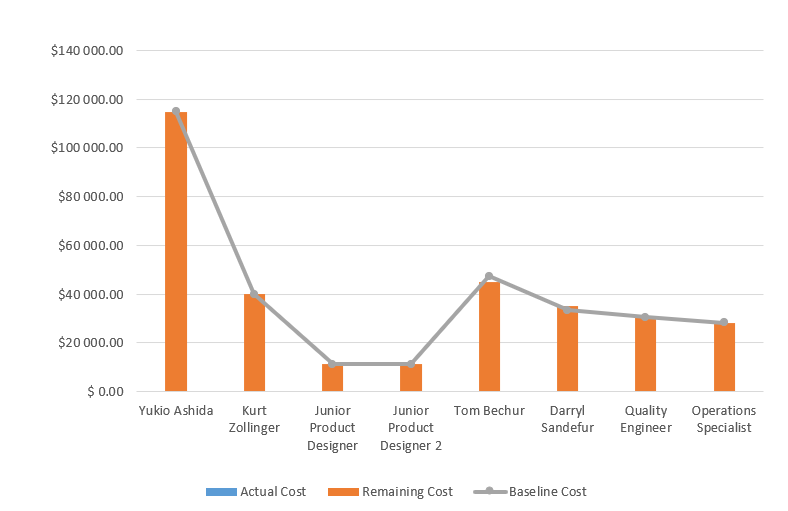 $140 000.00
$120 000.00
$100 000.00
$80 000.00
$60 000.00
$40 000.00
$20 000.00
$ 0.00
Yukio Ashida
Kurt
Zollinger
Junior
Product
Designer
Junior
Product
Designer 2
Tom Bechur
Darryl
Sandefur
Quality
Engineer
Operations
Specialist
Actual Cost
Remaining Cost
Baseline Cost